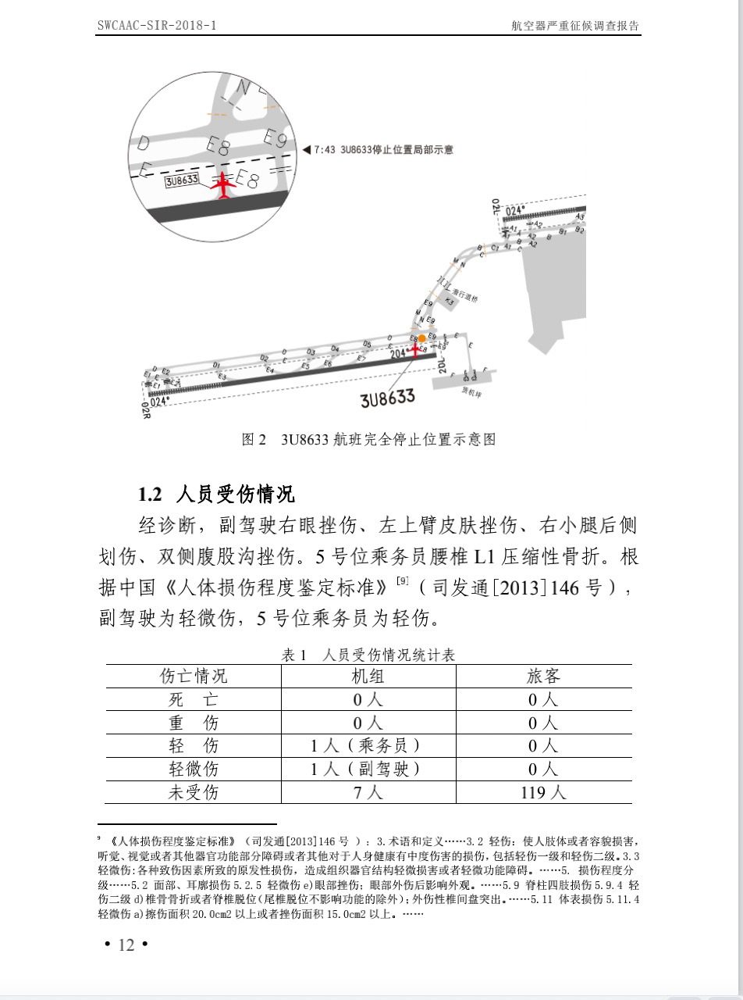 SWCAAC-SIR-2018-1 航空器严重征候调查报告
N
D E8 E9
E
3U8633 E8
7:43 3U8633停止位置局部示意
02L 024°
A3
A1 A2
A1 A A2 B B1 B2
B C1 A1 B A2
C C
M N
滑行道桥
E9 K3
M
N E9
D E8 E9 E E
D D3 D4 D5 E E8
D1 D2 E E5 E6 E7 204° 20L
D E2 E3 E4
E1 E
E1 E2
F F
货机坪
024°
02R
3U8633
图 2 3U8633 航班完全停止位置示意图
1.2 人员受伤情况
经诊断，副驾驶右眼挫伤、左上臂皮肤挫伤、右小腿后侧
划伤、双侧腹股沟挫伤。5 号位乘务员腰椎 L1 压缩性骨折。根
据中国《人体损伤程度鉴定标准》[9]（司发通[2013]146 号），
副驾驶为轻微伤，5 号位乘务员为轻伤。
表 1 人员受伤情况统计表
伤亡情况 机组 旅客
死 亡 0 人 0 人
重 伤 0 人 0 人
轻 伤 1 人（乘务员） 0 人
轻微伤 1 人（副驾驶） 0 人
未受伤 7 人 119 人
9 《人体损伤程度鉴定标准》（司发通[2013]146 号 ）：3.术语和定义……3.2 轻伤：使人肢体或者容貌损害，
听觉、视觉或者其他器官功能部分障碍或者其他对于人身健康有中度伤害的损伤，包括轻伤一级和轻伤二级。3.3
轻微伤：各种致伤因素所致的原发性损伤，造成组织器官结构轻微损害或者轻微功能障碍。……5. 损伤程度分
级……5.2 面部、耳廓损伤 5.2.5 轻微伤 e)眼部挫伤；眼部外伤后影响外观。……5.9 脊柱四肢损伤 5.9.4 轻
伤二级 d)椎骨骨折或者脊椎脱位（尾椎脱位不影响功能的除外）；外伤性椎间盘突出。……5.11 体表损伤 5.11.4
轻微伤 a)擦伤面积 20.0cm2 以上或者挫伤面积 15.0cm2 以上。……
• 12 •